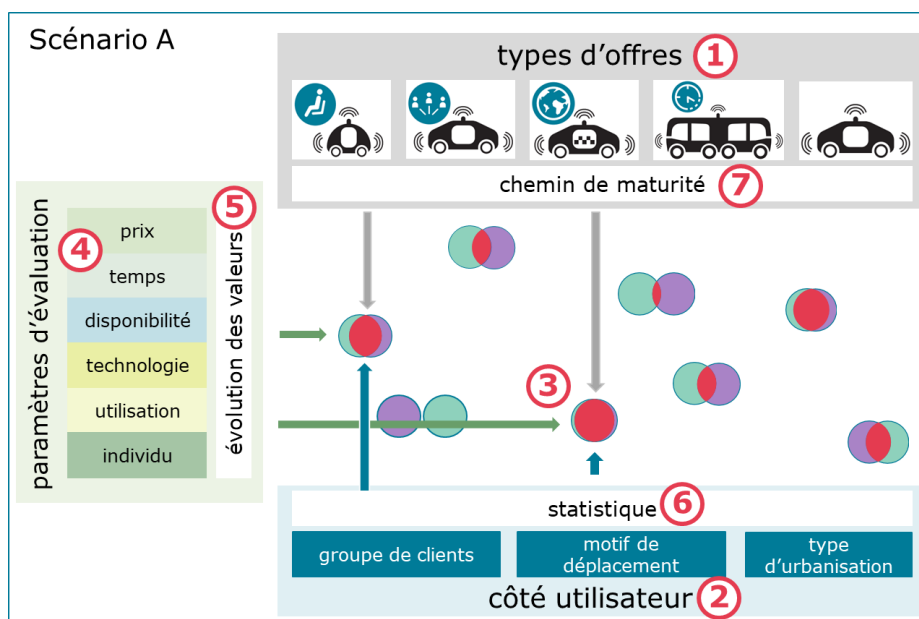 Scénario A
types d'offres 1
chemin de maturité 7
paramètres d'évaluation
4
prix
temps
disponibilité
technologie
utilisation
individu
5
évolution des valeurs
3
statistique 6
groupe de clients
motif de
déplacement
type
d'urbanisation
côté utilisateur 2